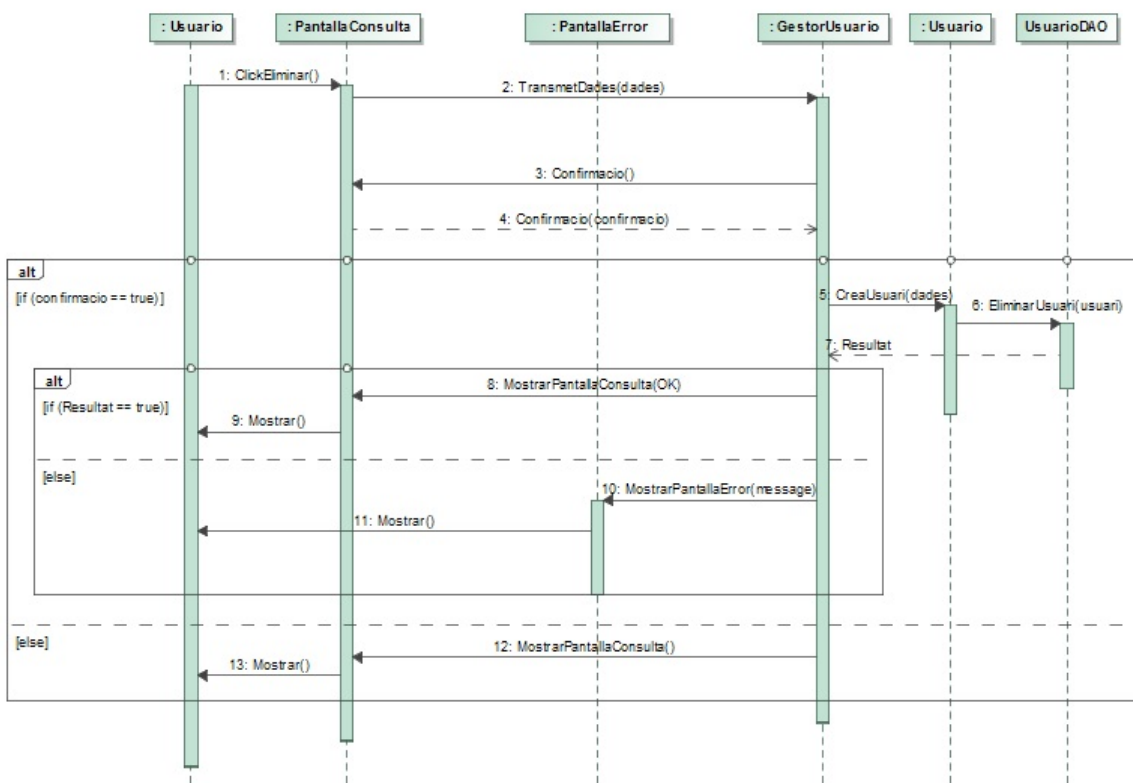 : Usuario
: PantallaConsulta
: PantallaError
: GestorUsuario
: Usuario
UsuarioDAO
1: ClickEliminar()
2: TransmetDades(dades)
3: Confirmacio()
4: Confirmacio(confirmacio)
alt
[if (confirmacio == true)]
5: CreaUsuari(dades)
6: EliminarUsuari(usuari)
7: Resultat
alt
8: MostrarPantallaConsulta(OK)
[if (Resultat == true)]
9: Mostrar()
[else]
10: MostrarPantallaError(message)
11: Mostrar()
[else]
12: MostrarPantallaConsulta()
13: Mostrar()